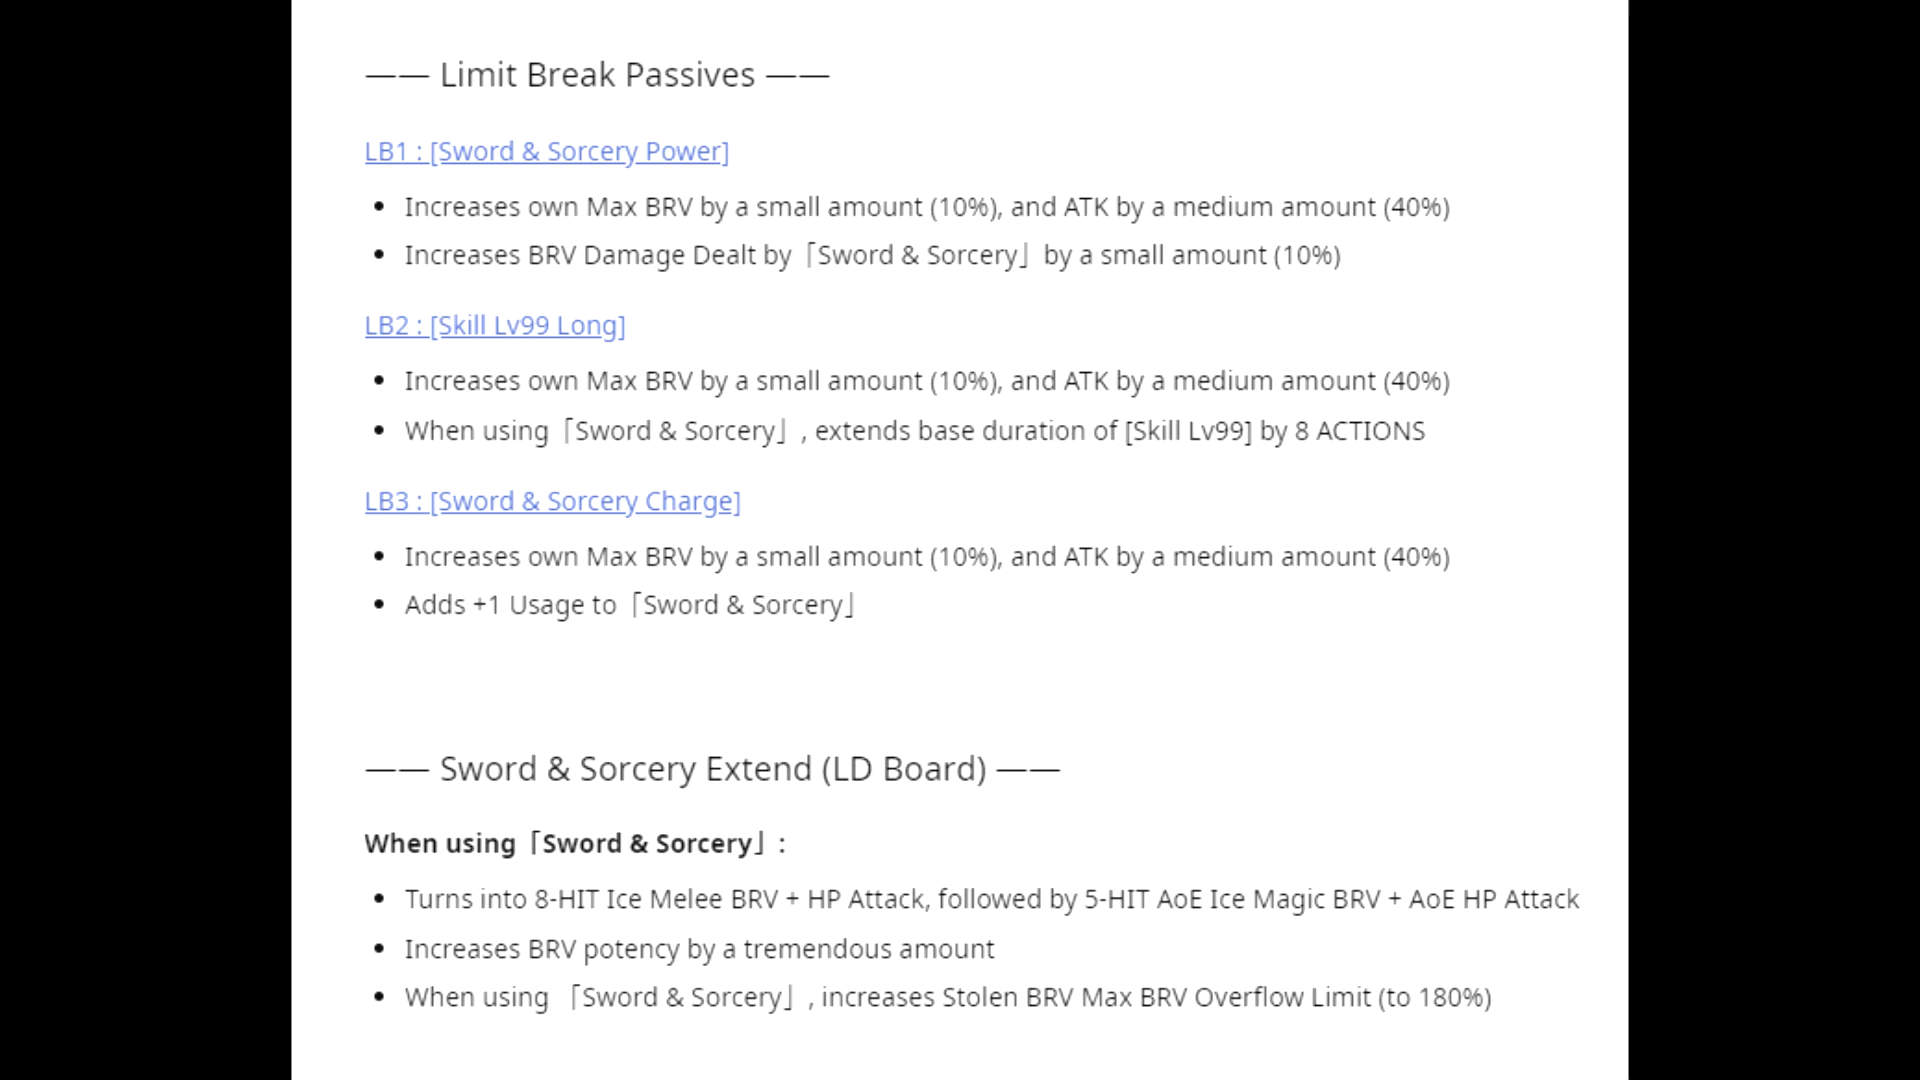 —— Limit Break Passives ——
LB1 : [Sword & Sorcery Power]
• Increases own Max BRV by a small amount (10%), and ATK by a medium amount (40%)
• Increases BRV Damage Dealt by「Sword & Sorcery」by a small amount (10%)
LB2 : [Skill Lv99 Long]
• Increases own Max BRV by a small amount (10%), and ATK by a medium amount (40%)
• When using「Sword & Sorcery」, extends base duration of [Skill Lv99] by 8 ACTIONS
LB3 : [Sword & Sorcery Charge]
• Increases own Max BRV by a small amount (10%), and ATK by a medium amount (40%)
• Adds +1 Usage to「Sword & Sorcery」
—— Sword & Sorcery Extend (LD Board) ——
When using「Sword & Sorcery」:
• Turns into 8-HIT Ice Melee BRV + HP Attack, followed by 5-HIT AoE Ice Magic BRV + AoE HP Attack
• Increases BRV potency by a tremendous amount
• When using 「Sword & Sorcery」, increases Stolen BRV Max BRV Overflow Limit (to 180%)